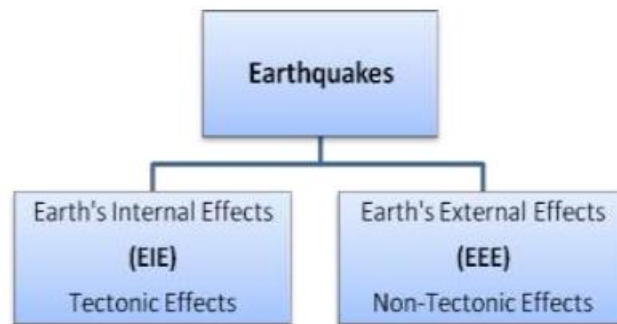 Earthquakes
Earth's Internal Effects
(EIE)
Tectonic Effects
Earth's External Effects
(EEE)
Non-Tectonic Effects